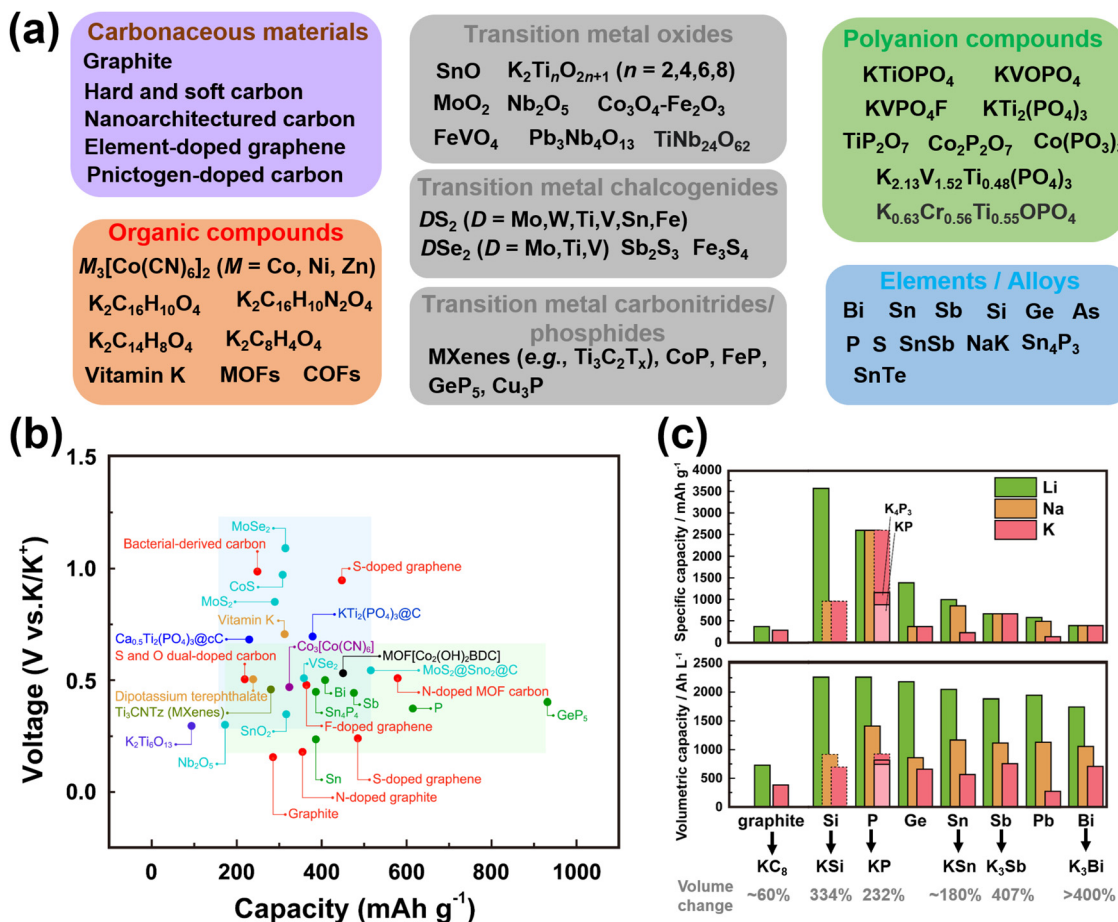 (a)
Carbonaceous materials
Graphite
Hard and soft carbon
Nanoarchitectured carbon
Element-doped graphene
Pnictogen-doped carbon
Organic compounds
M₃[Co(CN)₆]₂ (M = Co, Ni, Zn)
K₂C₁₆H₁₀O₄ K₂C₁₆H₁₀N₂O₄
K₂C₁₄H₈O₄ K₂C₈H₄O₄
Vitamin K MOFs COFs
Transition metal oxides
SnO K₂TiₙO₂ₙ₊₁ (n = 2,4,6,8)
MoO₂ Nb₂O₅ Co₃O₄-Fe₂O₃
FeVO₄ Pb₃Nb₄O₁₃ TiNb₂₄O₆₂
Transition metal chalcogenides
DS₂ (D = Mo,W,Ti,V,Sn,Fe)
DSe₂ (D = Mo,Ti,V) Sb₂S₃ Fe₃S₄
Transition metal carbonitrides/
phosphides
MXenes (e.g., Ti₃C₂Tₓ), CoP, FeP,
GeP₅, Cu₃P
Polyanion compounds
KTiOPO₄ KVOPO₄
KVPO₄F KTi₂(PO₄)₃
TiP₂O₇ Co₂P₂O₇ Co(PO₃)
K₂.₁₃V₁.₅₂Ti₀.₄₈(PO₄)₃
K₀.₆₃Cr₀.₅₆Ti₀.₅₅OPO₄
Elements / Alloys
Bi Sn Sb Si Ge As
P S SnSb NaK Sn₄P₃
SnTe
(b)
Voltage (V vs.K/K⁺)
1.5
1.0
0.5
0.0
MoSe₂
Bacterial-derived carbon
S-doped graphene
CoS
MoS₂
KTi₂(PO₄)₃@C
Vitamin K
Ca₀.₅Ti₂(PO₄)₃@cC
Co₃[Co(CN)₆]
S and O dual-doped carbon
MOF[Co₂(OH)₂BDC]
VSe₂
MoS₂@Sno₂@C
Dipotassium terephthalate
Bi
Sb
N-doped MOF carbon
Ti₃CNTz (MXenes)
Sn₄P₄
P
GeP₅
SnO₂
F-doped graphene
K₂Ti₆O₁₃
Nb₂O₅
Sn
S-doped graphene
N-doped graphite
Graphite
0 200 400 600 800 1000
Capacity (mAh g⁻¹)
(c)
Specific capacity / mAh g⁻¹
4000
3500
3000
2500
2000
1500
1000
500
0
K₄P₃
KP
Li
Na
K
Volumetric capacity / Ah L⁻¹
2500
2000
1500
1000
500
0
graphite Si P Ge Sn Sb Pb Bi
KC₈ KSi KP KSn K₃Sb K₃Bi
Volume
change
~60% 334% 232% ~180% 407% >400%